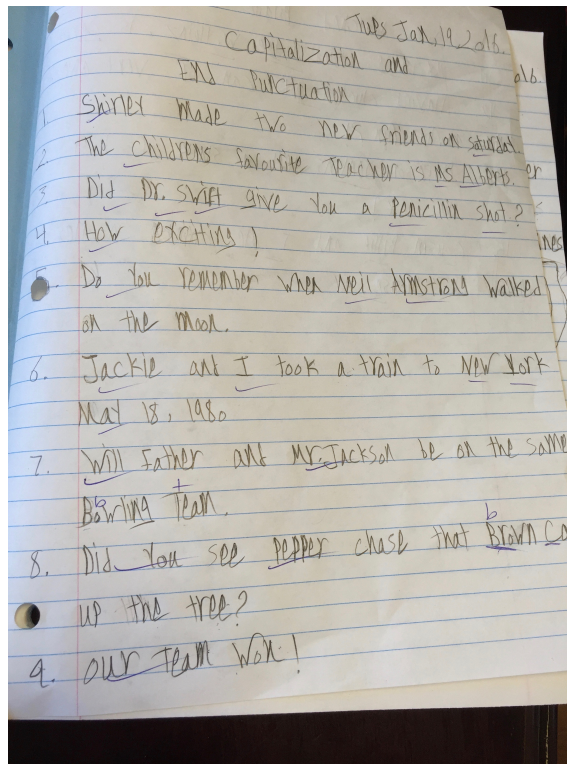 Tues Jan, 19 2016.
Capitalization and
End Punctuation
1. Shirley made two new friends on saturday
2. The childrens favourite Teacher is Ms Alberts.
3. Did Dr. Swift give you a penicillin shot?
4. How exciting!
5. Do you remember when Neil Armstrong walked
on the moon.
6. Jackie and I took a train to New York
May 18, 1980
7. Will Father and Mr. Jackson be on the same
b t
Bowling Team.
b
8. Did you see pepper chase that Brown Ca
up the tree?
9. our Team won!